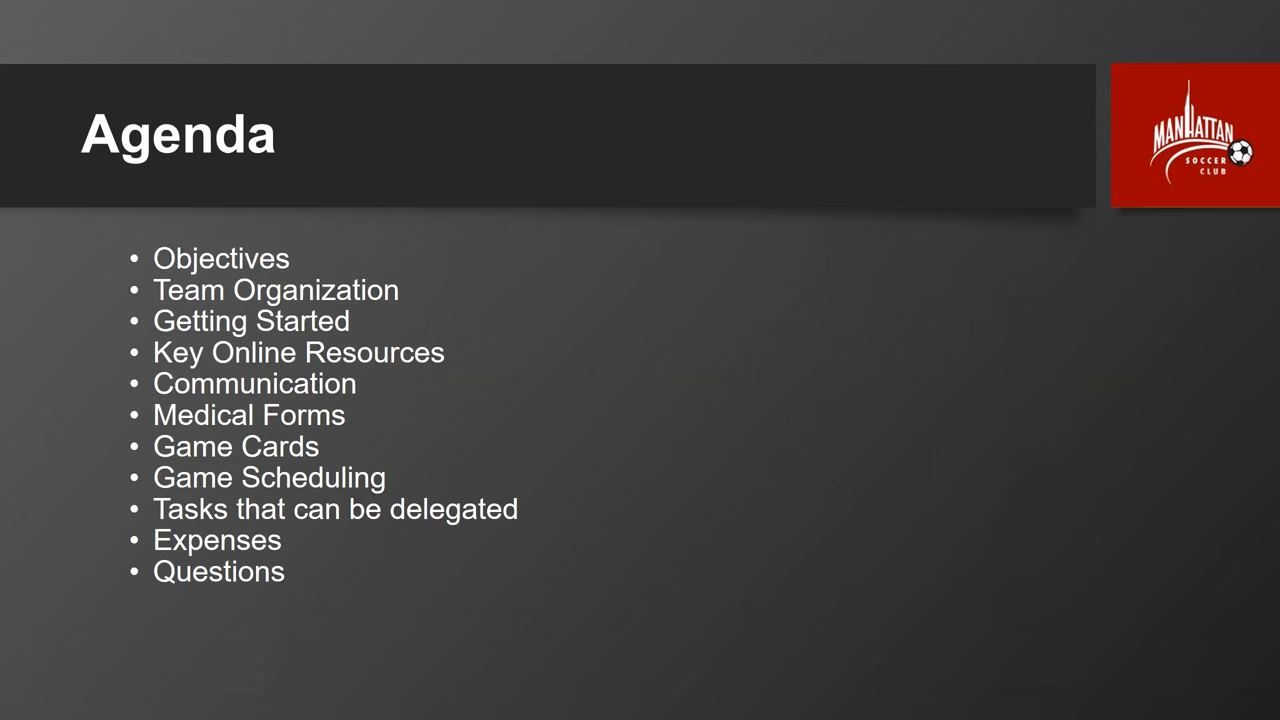 Agenda
MANHATTAN
SOCCER
CLUB
• Objectives
• Team Organization
• Getting Started
• Key Online Resources
• Communication
• Medical Forms
• Game Cards
• Game Scheduling
• Tasks that can be delegated
• Expenses
• Questions